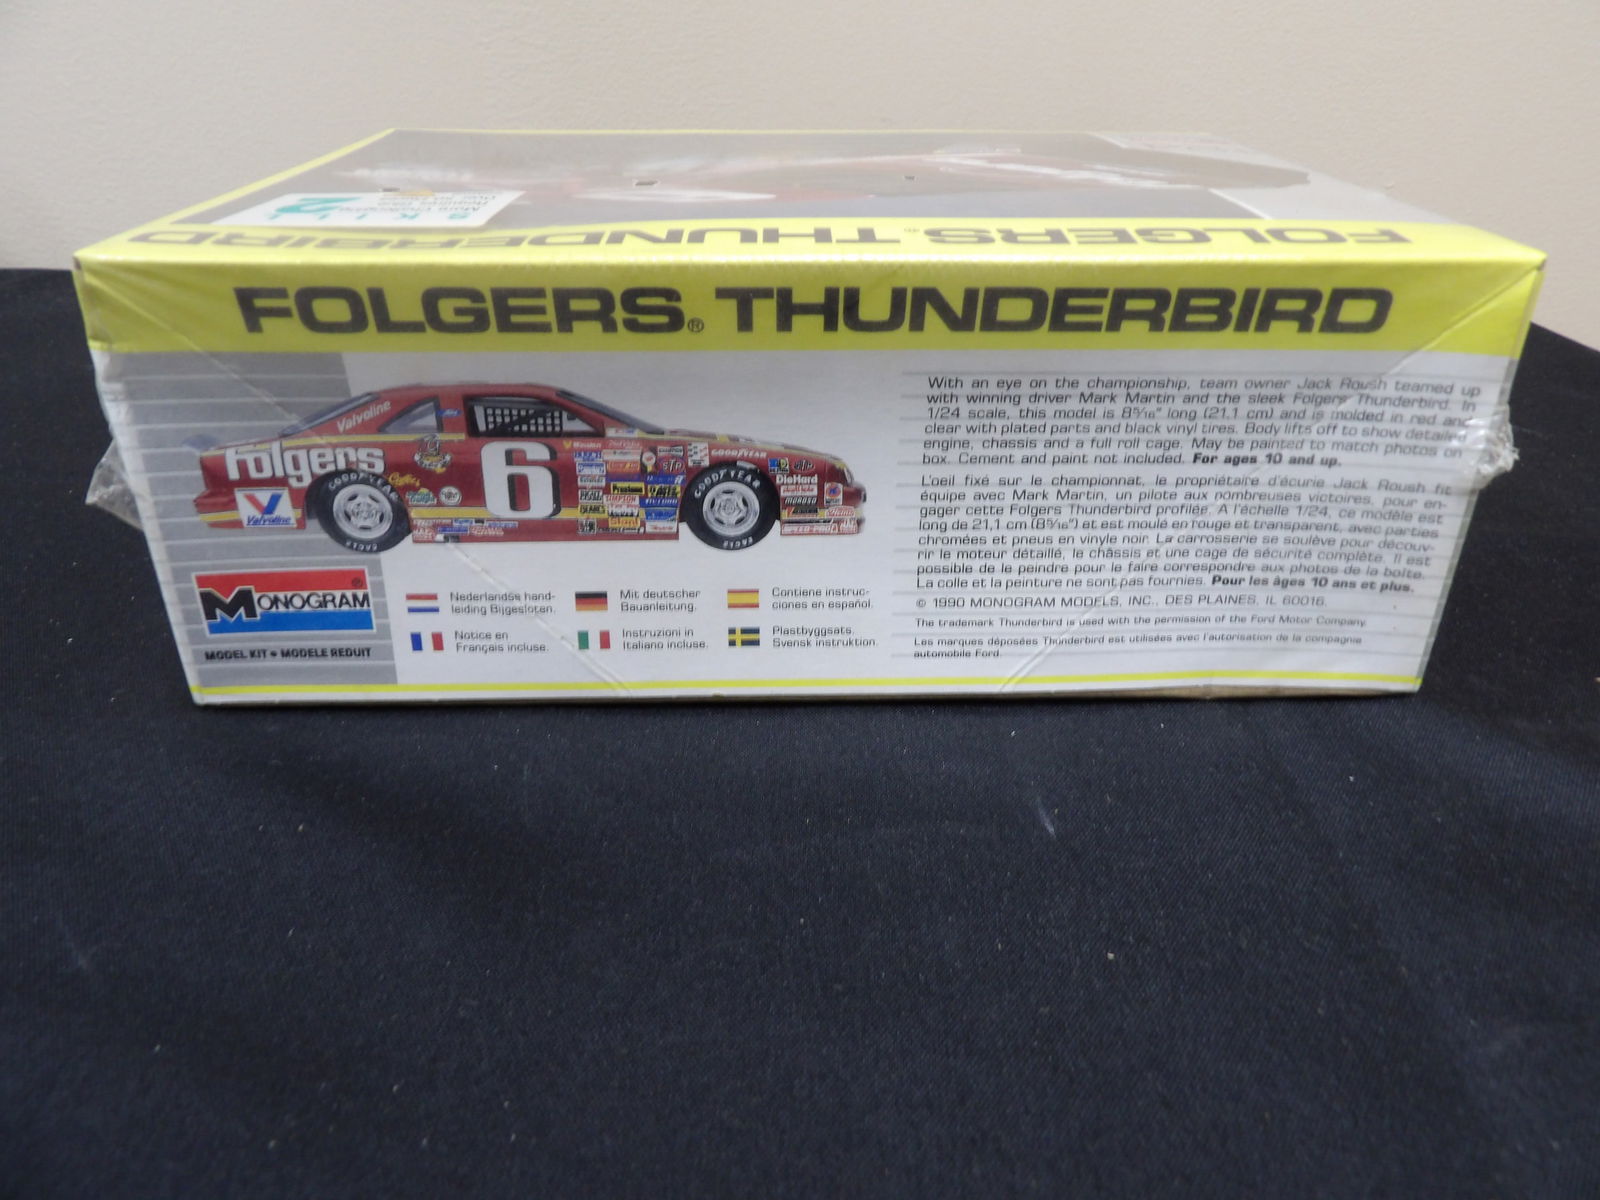 SKILL
2
More Challenging
FOLGERS® THUNDERBIRD
FOLGERS® THUNDERBIRD
Valvoline
Folgers
Valvoline
6
GOODYEAR
EAGLE
GOODYEAR
STP
STP
DieHard
MOROSO
GOODYEAR
EAGLE
MONOGRAM®
MODEL KIT • MODELE REDUIT
Nederlandse hand-
leiding Bijgesloten.
Mit deutscher
Bauanleitung.
Contiene instruc-
ciones en español.
Notice en
Français incluse.
Instruzioni in
Italiano incluse.
Plastbyggsats.
Svensk instruktion.
With an eye on the championship, team owner Jack Roush teamed up
with winning driver Mark Martin and the sleek Folgers Thunderbird. In
1/24 scale, this model is 8⁵⁄₁₆" long (21.1 cm) and is molded in red and
clear with plated parts and black vinyl tires. Body lifts off to show detailed
engine, chassis and a full roll cage. May be painted to match photos on
box. Cement and paint not included. For ages 10 and up.
L'oeil fixé sur le championnat, le propriétaire d'écurie Jack Roush fit
équipe avec Mark Martin, un pilote aux nombreuses victoires, pour en-
gager cette Folgers Thunderbird profilée. A l'échelle 1/24, ce modèle est
long de 21,1 cm (8⁵⁄₁₆") et est moulé en rouge et transparent, avec parties
chromées et pneus en vinyle noir. La carrosserie se soulève pour découv-
rir le moteur détaillé, le châssis et une cage de sécurité complète. Il est
possible de le peindre pour le faire correspondre aux photos de la boîte.
La colle et la peinture ne sont pas fournies. Pour les âges 10 ans et plus.
© 1990 MONOGRAM MODELS, INC., DES PLAINES, IL 60016.
The trademark Thunderbird is used with the permission of the Ford Motor Company.
Les marques déposées Thunderbird est utilisées avec l'autorisation de la compagnie
automobile Ford.